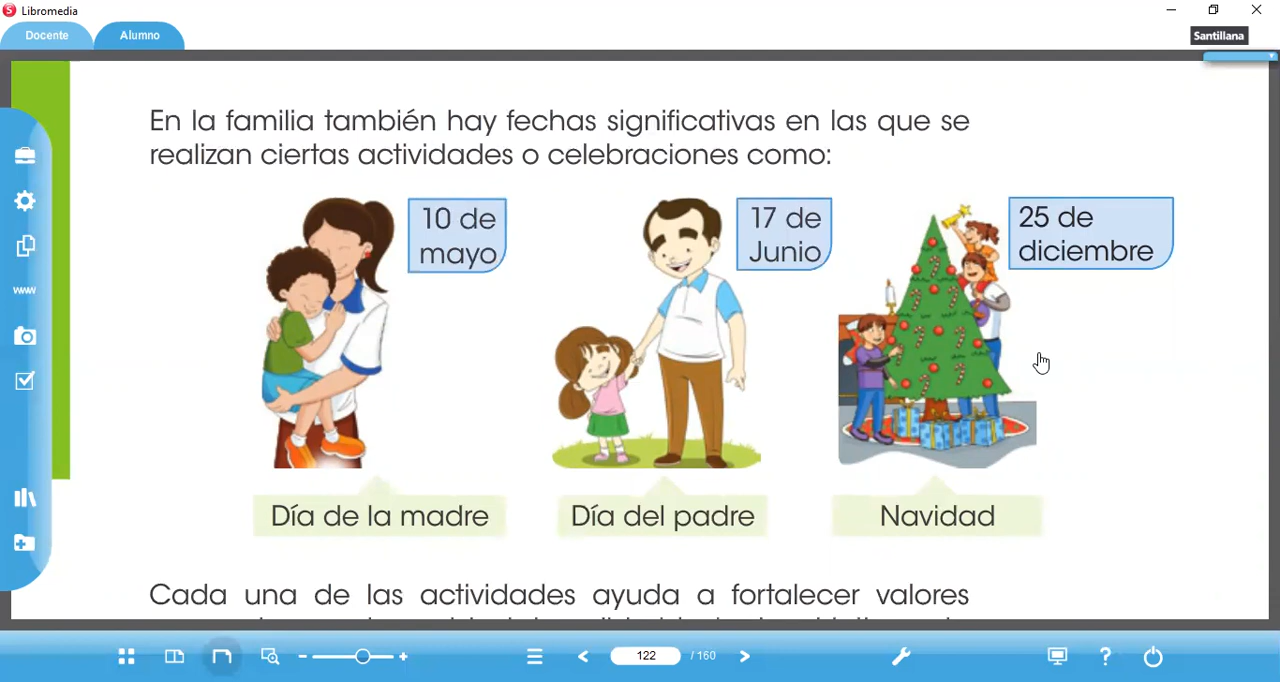 Libromedia
Docente
Alumno
Santillana
En la familia también hay fechas significativas en las que se
realizan ciertas actividades o celebraciones como:
10 de
mayo
17 de
Junio
25 de
diciembre
www
Día de la madre
Día del padre
Navidad
Cada una de las actividades ayuda a fortalecer valores
122 / 160